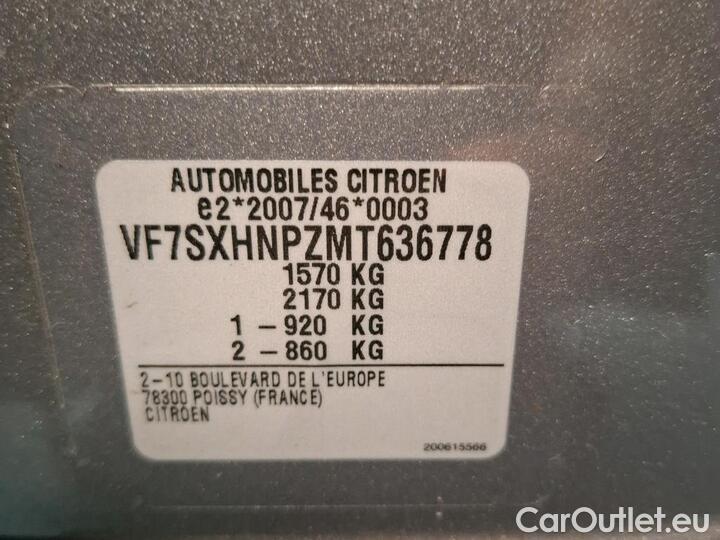 AUTOMOBILES CITROEN
e2*2007/46*0003
VF7SXHNPZMT636778
1570 KG
2170 KG
1 - 920 KG
2 - 860 KG
2-10 BOULEVARD DE L'EUROPE
78300 POISSY (FRANCE)
CITROEN
200615566
CarOutlet.eu